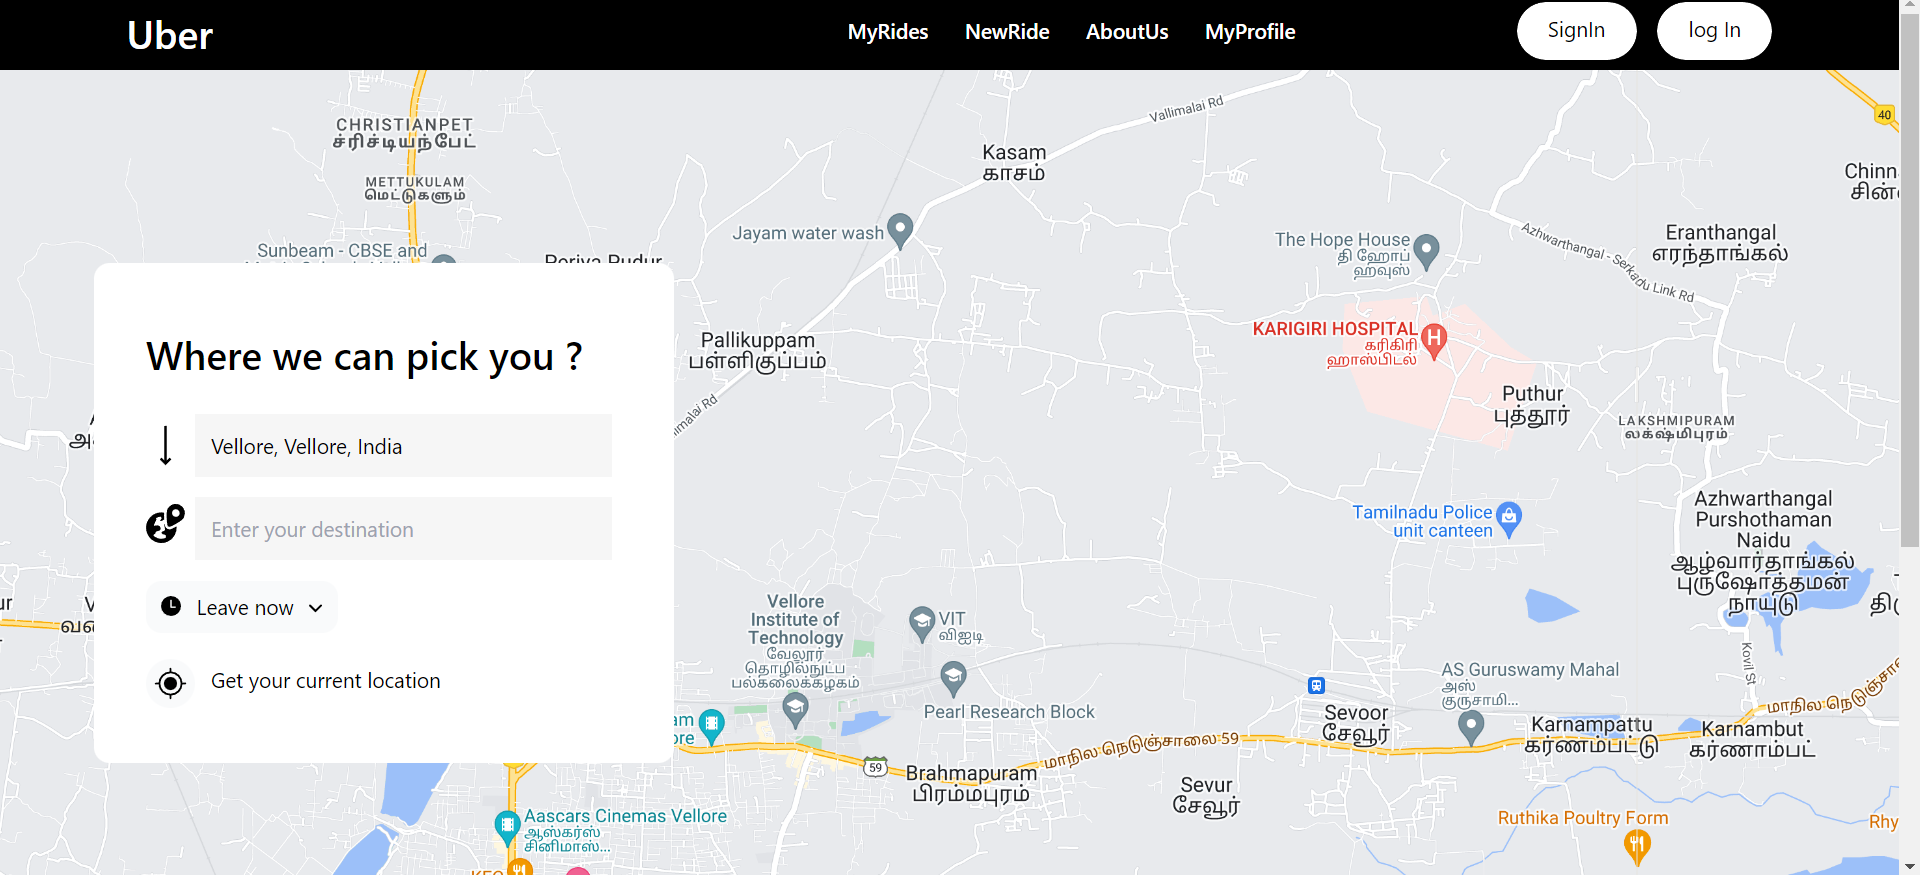 Uber
MyRides
NewRide
AboutUs
MyProfile
SignIn
log In
Vallimalai Rd
40
CHRISTIANPET
ச்ரிச்டியன்பேட்
Kasam
காசம்
METTUKULAM
மெட்டுகளும்
Jayam water wash
Sunbeam - CBSE and
The Hope House
தி ஹோப்
ஹவுஸ்
Azhwarthangal - Serkadu Link Rd
Eranthangal
எரந்தாங்கல்
Periya Pudur
Where we can pick you ?
Vellore, Vellore, India
Enter your destination
Leave now
Get your current location
Pallikuppam
பள்ளிகுப்பம்
KARIGIRI HOSPITAL
கரிகிரி
ஹாஸ்பிடல்
H
Puthur
புத்தூர்
LAKSHMIPURAM
லக்ஷ்மிபுரம்
Tamilnadu Police
unit canteen
Azhwarthangal
Purshothaman
Naidu
ஆழ்வார்தாங்கல்
புருஷோத்தமன்
நாயுடு
Vellore
Institute of
Technology
வேலூர்
தொழில்நுட்ப
பல்கலைக்கழகம்
VIT
விஐடி
Pearl Research Block
AS Guruswamy Mahal
அஸ்
குருசாமி...
Kovil St
Sevoor
சேவூர்
Karnampattu
கர்ணம்பட்டு
Karnambut
கர்ணாம்பட்
மாநில நெடுஞ்சாலை 59
59
Brahmapuram
பிரம்மபுரம்
Sevur
சேவூர்
Aascars Cinemas Vellore
ஆஸ்கர்ஸ்
சினிமாஸ்...
Ruthika Poultry Form
KFC